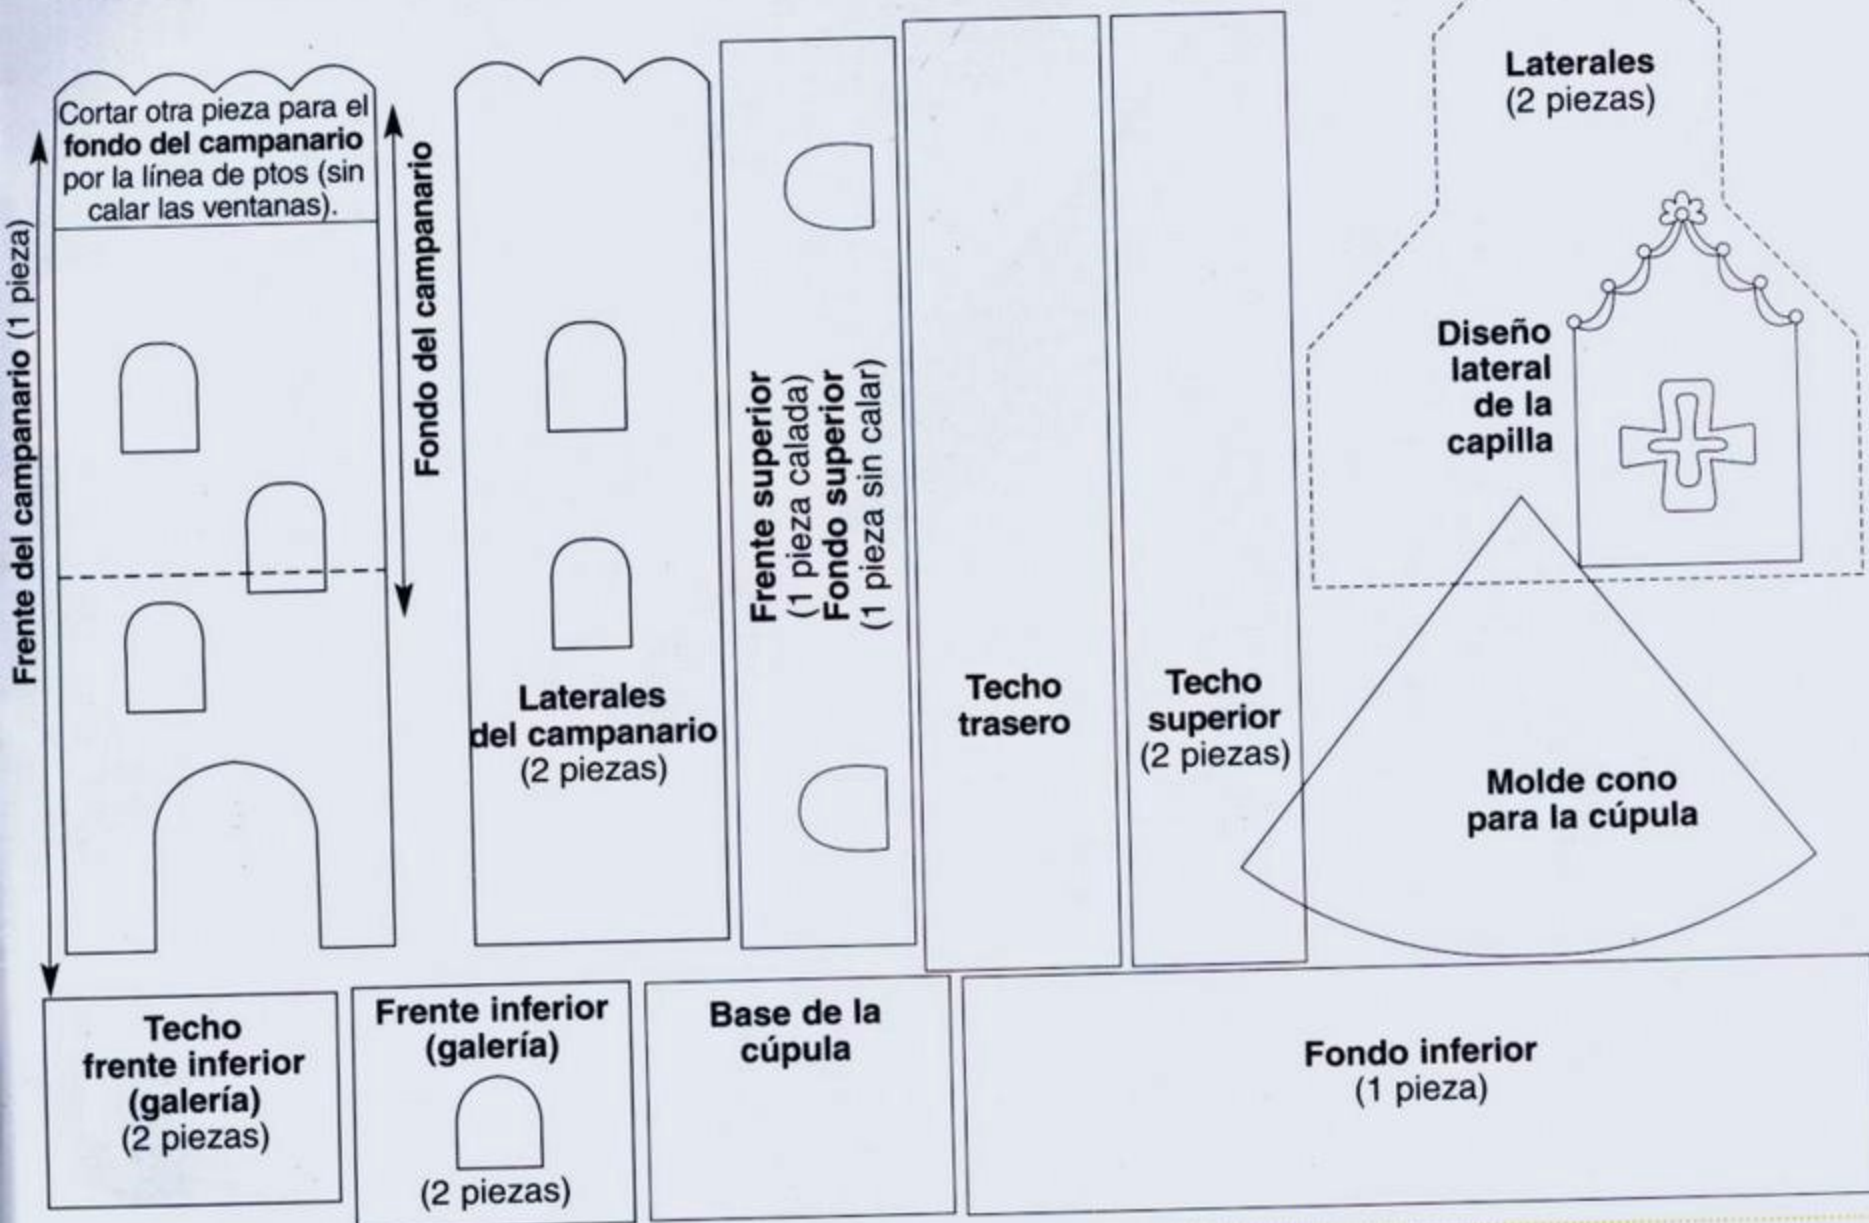 Frente del campanario (1 pieza)
Cortar otra pieza para el
fondo del campanario
por la línea de ptos (sin
calar las ventanas).
Fondo del campanario
Laterales
del campanario
(2 piezas)
Frente superior
(1 pieza calada)
Fondo superior
(1 pieza sin calar)
Techo
trasero
Techo
superior
(2 piezas)
Laterales
(2 piezas)
Diseño
lateral
de la
capilla
Molde cono
para la cúpula
Techo
frente inferior
(galería)
(2 piezas)
Frente inferior
(galería)
(2 piezas)
Base de la
cúpula
Fondo inferior
(1 pieza)